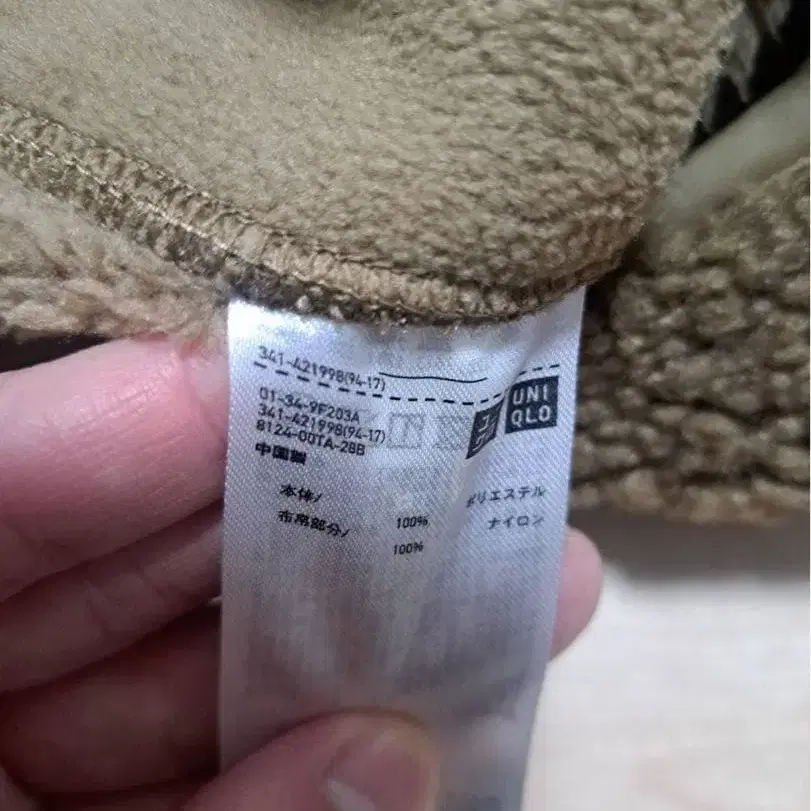 341-421998(94-17)
01-34-9F203A
341-421998(94-17)
8124-00TA-28B
中国製
UNI
QLO
本体/ ポリエステル
100%
布帛部分/ ナイロン
100%